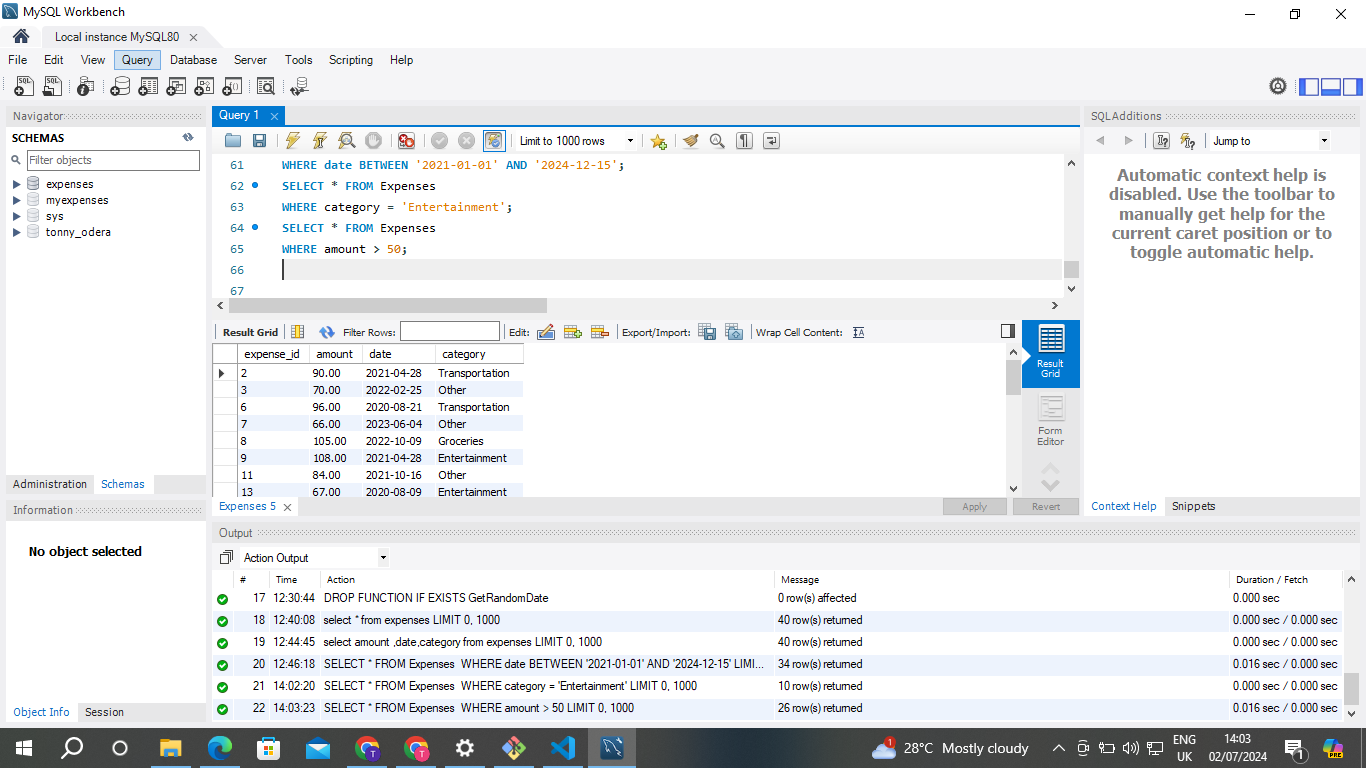 MySQL Workbench
Local instance MySQL80
File Edit View Query Database Server Tools Scripting Help
Navigator
SCHEMAS
Filter objects
expenses
myexpenses
sys
tonny_odera
Administration Schemas
Information
No object selected
Object Info Session
Query 1
Limit to 1000 rows
61 WHERE date BETWEEN '2021-01-01' AND '2024-12-15';
62 SELECT * FROM Expenses
63 WHERE category = 'Entertainment';
64 SELECT * FROM Expenses
65 WHERE amount > 50;
66
67
Result Grid Filter Rows: Edit: Export/Import: Wrap Cell Content:
expense_id amount date category
2 90.00 2021-04-28 Transportation
3 70.00 2022-02-25 Other
6 96.00 2020-08-21 Transportation
7 66.00 2023-06-04 Other
8 105.00 2022-10-09 Groceries
9 108.00 2021-04-28 Entertainment
11 84.00 2021-10-16 Other
13 67.00 2020-08-09 Entertainment
Result
Grid
Form
Editor
Expenses 5
Apply Revert
SQLAdditions
Jump to
Automatic context help is
disabled. Use the toolbar to
manually get help for the
current caret position or to
toggle automatic help.
Context Help Snippets
Output
Action Output
# Time Action Message Duration / Fetch
17 12:30:44 DROP FUNCTION IF EXISTS GetRandomDate 0 row(s) affected 0.000 sec
18 12:40:08 select * from expenses LIMIT 0, 1000 40 row(s) returned 0.000 sec / 0.000 sec
19 12:44:45 select amount ,date,category from expenses LIMIT 0, 1000 40 row(s) returned 0.000 sec / 0.000 sec
20 12:46:18 SELECT * FROM Expenses WHERE date BETWEEN '2021-01-01' AND '2024-12-15' LIMI... 34 row(s) returned 0.016 sec / 0.000 sec
21 14:02:20 SELECT * FROM Expenses WHERE category = 'Entertainment' LIMIT 0, 1000 10 row(s) returned 0.000 sec / 0.000 sec
22 14:03:23 SELECT * FROM Expenses WHERE amount > 50 LIMIT 0, 1000 26 row(s) returned 0.016 sec / 0.000 sec
28°C Mostly cloudy
ENG
UK
14:03
02/07/2024
1
PRE